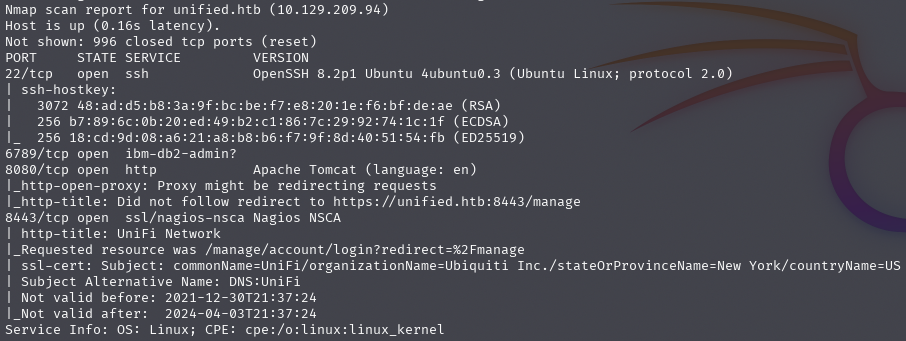 Nmap scan report for unified.htb (10.129.209.94)
Host is up (0.16s latency).
Not shown: 996 closed tcp ports (reset)
PORT     STATE SERVICE         VERSION
22/tcp   open  ssh             OpenSSH 8.2p1 Ubuntu 4ubuntu0.3 (Ubuntu Linux; protocol 2.0)
| ssh-hostkey:
|   3072 48:ad:d5:b8:3a:9f:bc:be:f7:e8:20:1e:f6:bf:de:ae (RSA)
|   256 b7:89:6c:0b:20:ed:49:b2:c1:86:7c:29:92:74:1c:1f (ECDSA)
|_  256 18:cd:9d:08:a6:21:a8:b8:b6:f7:9f:8d:40:51:54:fb (ED25519)
6789/tcp open  ibm-db2-admin?
8080/tcp open  http            Apache Tomcat (language: en)
|_http-open-proxy: Proxy might be redirecting requests
|_http-title: Did not follow redirect to https://unified.htb:8443/manage
8443/tcp open  ssl/nagios-nsca Nagios NSCA
| http-title: UniFi Network
|_Requested resource was /manage/account/login?redirect=%2Fmanage
| ssl-cert: Subject: commonName=UniFi/organizationName=Ubiquiti Inc./stateOrProvinceName=New York/countryName=US
| Subject Alternative Name: DNS:UniFi
| Not valid before: 2021-12-30T21:37:24
|_Not valid after:  2024-04-03T21:37:24
Service Info: OS: Linux; CPE: cpe:/o:linux:linux_kernel